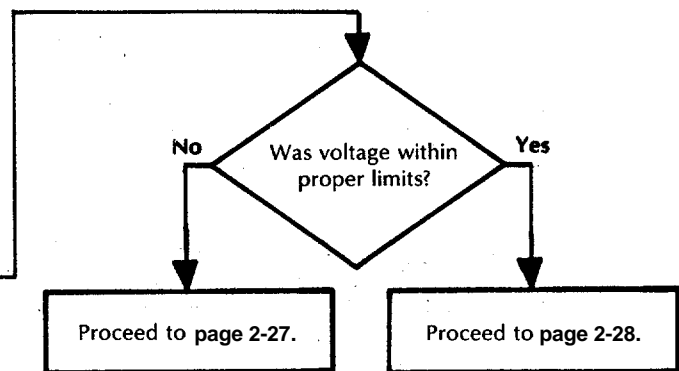 No
Was voltage within
proper limits?
Yes
Proceed to page 2-27.
Proceed to page 2-28.